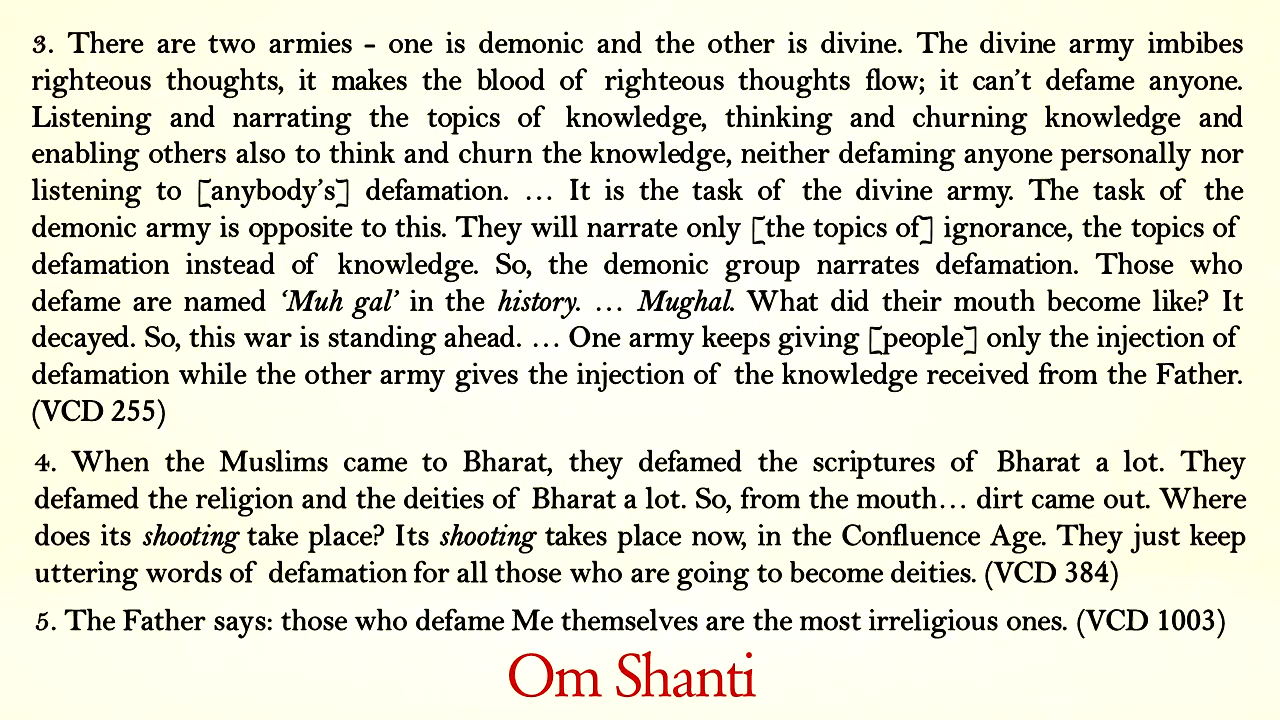 3. There are two armies – one is demonic and the other is divine. The divine army imbibes
righteous thoughts, it makes the blood of righteous thoughts flow; it can’t defame anyone.
Listening and narrating the topics of knowledge, thinking and churning knowledge and
enabling others also to think and churn the knowledge, neither defaming anyone personally nor
listening to [anybody’s] defamation. … It is the task of the divine army. The task of the
demonic army is opposite to this. They will narrate only [the topics of] ignorance, the topics of
defamation instead of knowledge. So, the demonic group narrates defamation. Those who
defame are named ‘Muh gal’ in the history. … Mughal. What did their mouth become like? It
decayed. So, this war is standing ahead. … One army keeps giving [people] only the injection of
defamation while the other army gives the injection of the knowledge received from the Father.
(VCD 255)
4. When the Muslims came to Bharat, they defamed the scriptures of Bharat a lot. They
defamed the religion and the deities of Bharat a lot. So, from the mouth… dirt came out. Where
does its shooting take place? Its shooting takes place now, in the Confluence Age. They just keep
uttering words of defamation for all those who are going to become deities. (VCD 384)
5. The Father says: those who defame Me themselves are the most irreligious ones. (VCD 1003)
Om Shanti